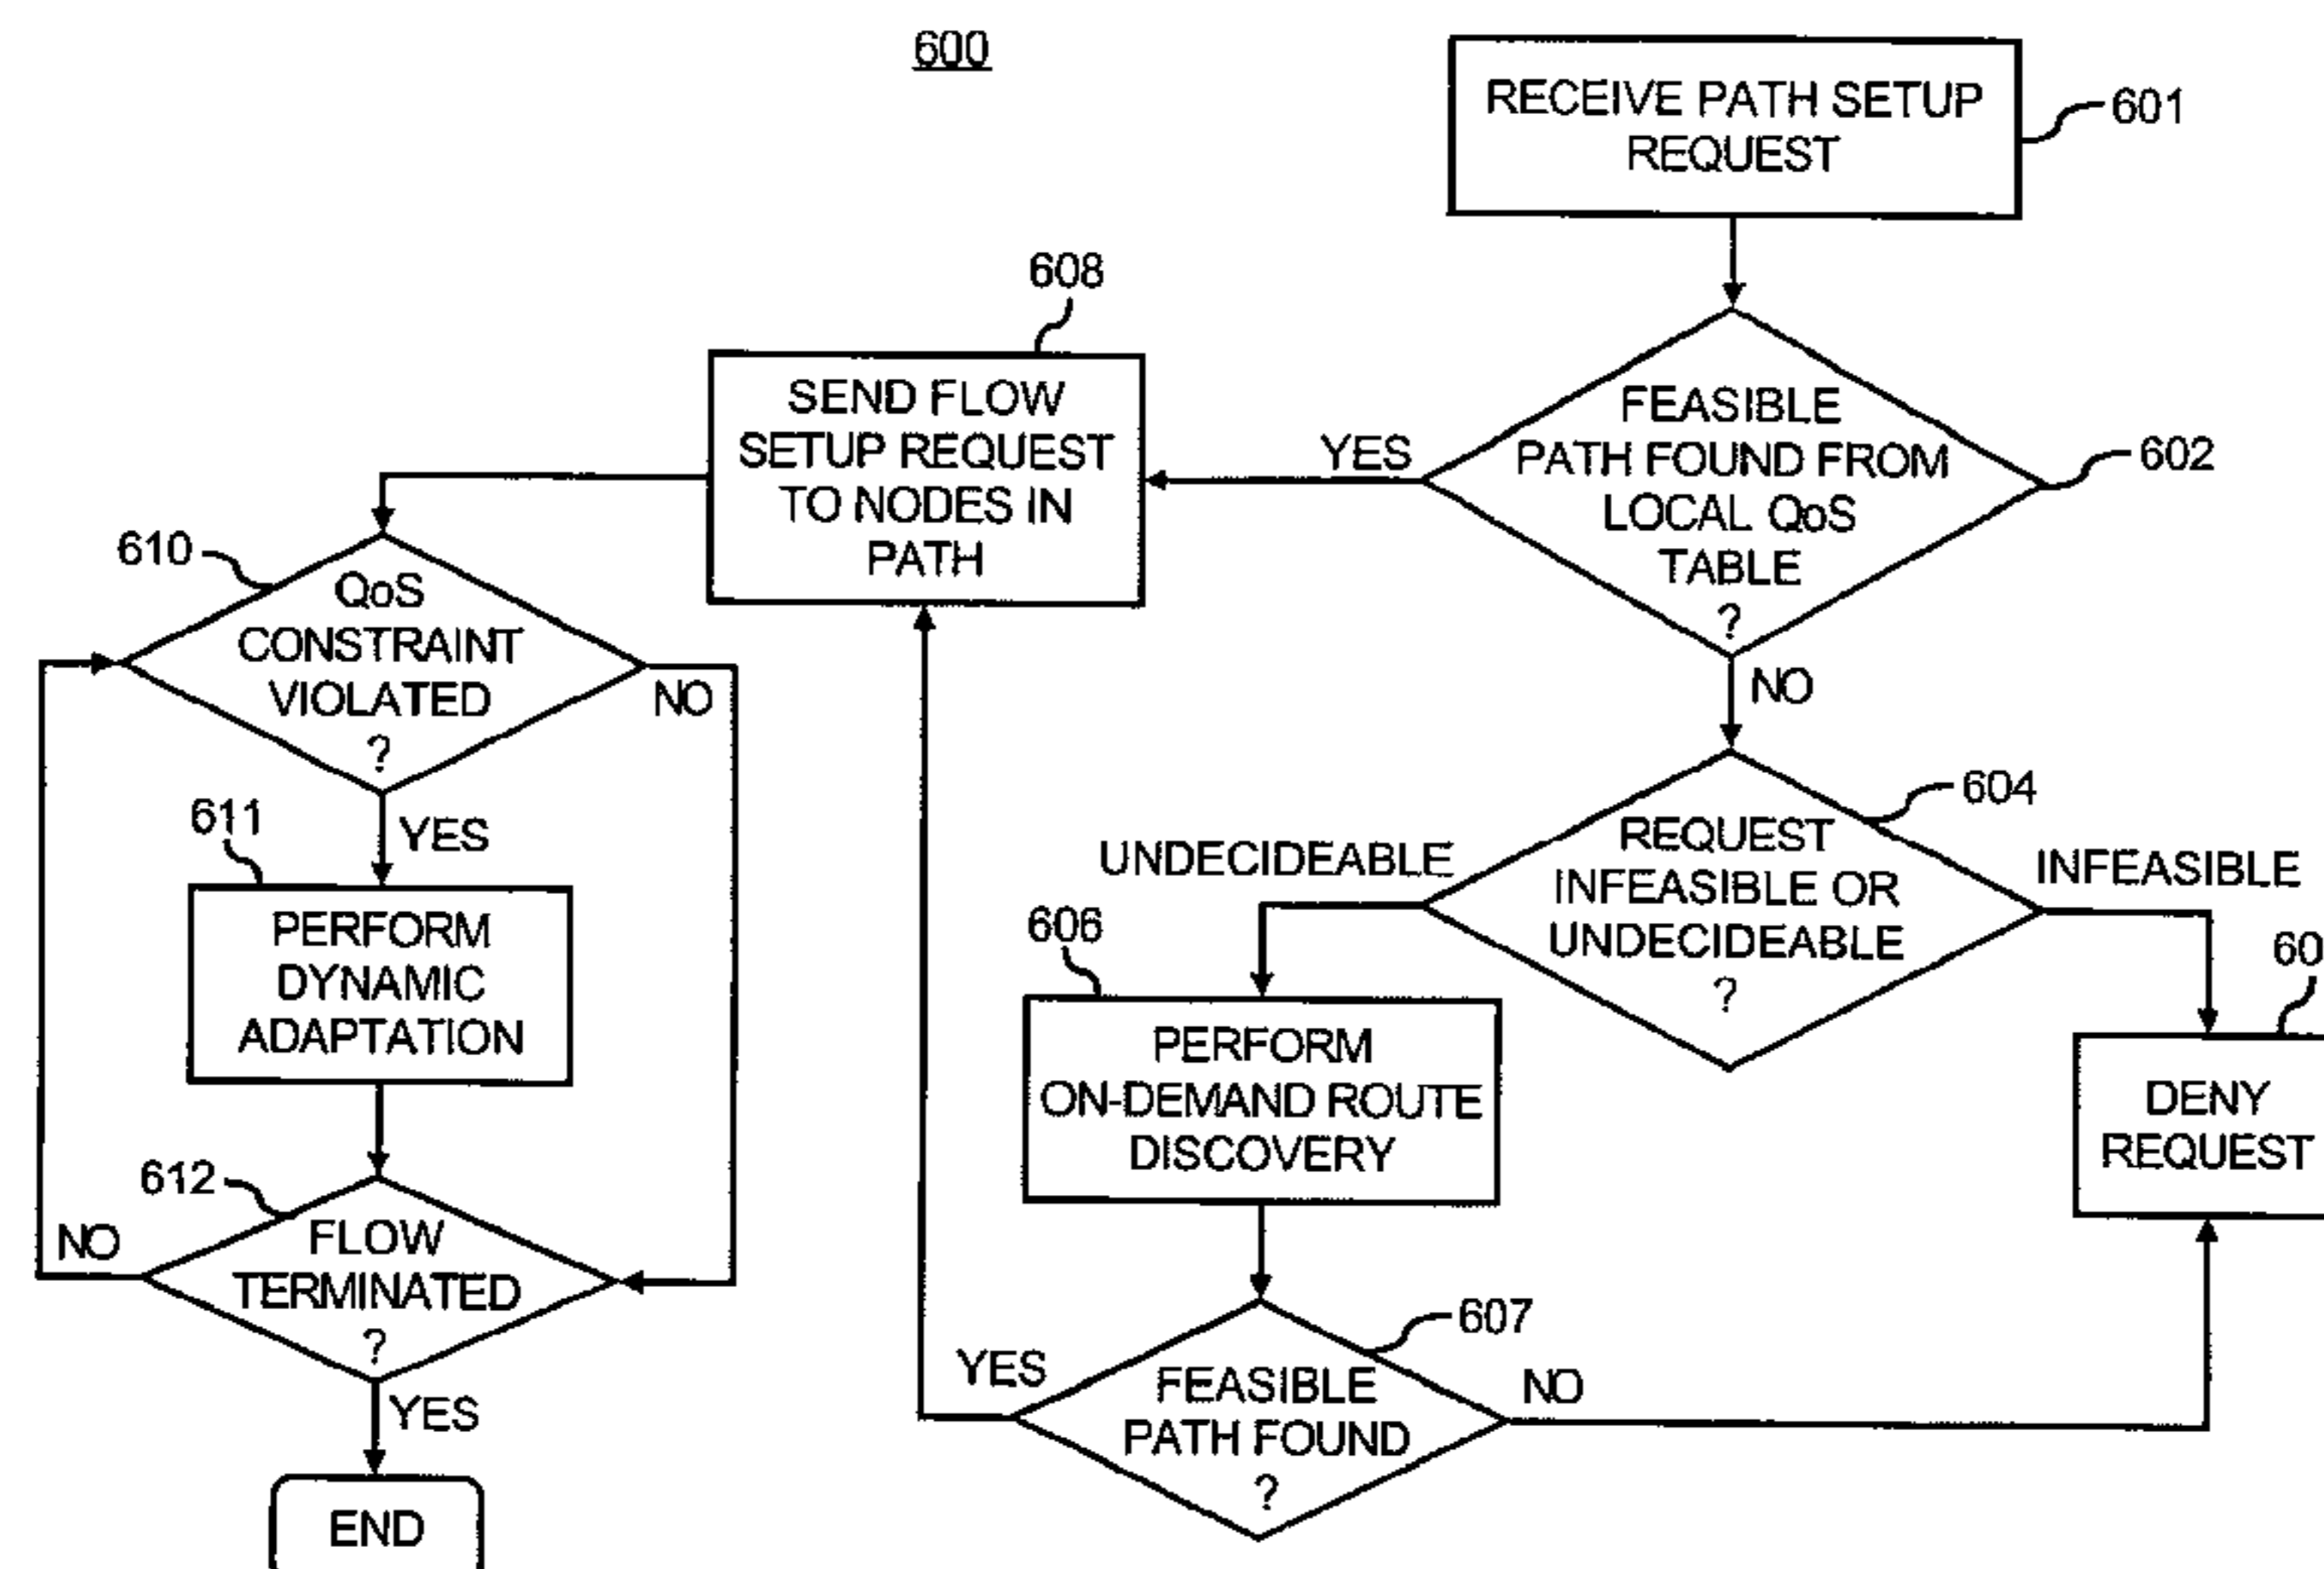 600
RECEIVE PATH SETUP
REQUEST
601
FEASIBLE
PATH FOUND FROM
LOCAL QoS
TABLE
?
602
YES
NO
608
SEND FLOW
SETUP REQUEST
TO NODES IN
PATH
610
QoS
CONSTRAINT
VIOLATED
?
NO
YES
611
PERFORM
DYNAMIC
ADAPTATION
612
FLOW
TERMINATED
?
NO
YES
END
604
REQUEST
INFEASIBLE OR
UNDECIDEABLE
?
UNDECIDEABLE
INFEASIBLE
606
PERFORM
ON-DEMAND ROUTE
DISCOVERY
60
DENY
REQUEST
607
FEASIBLE
PATH FOUND
?
YES
NO